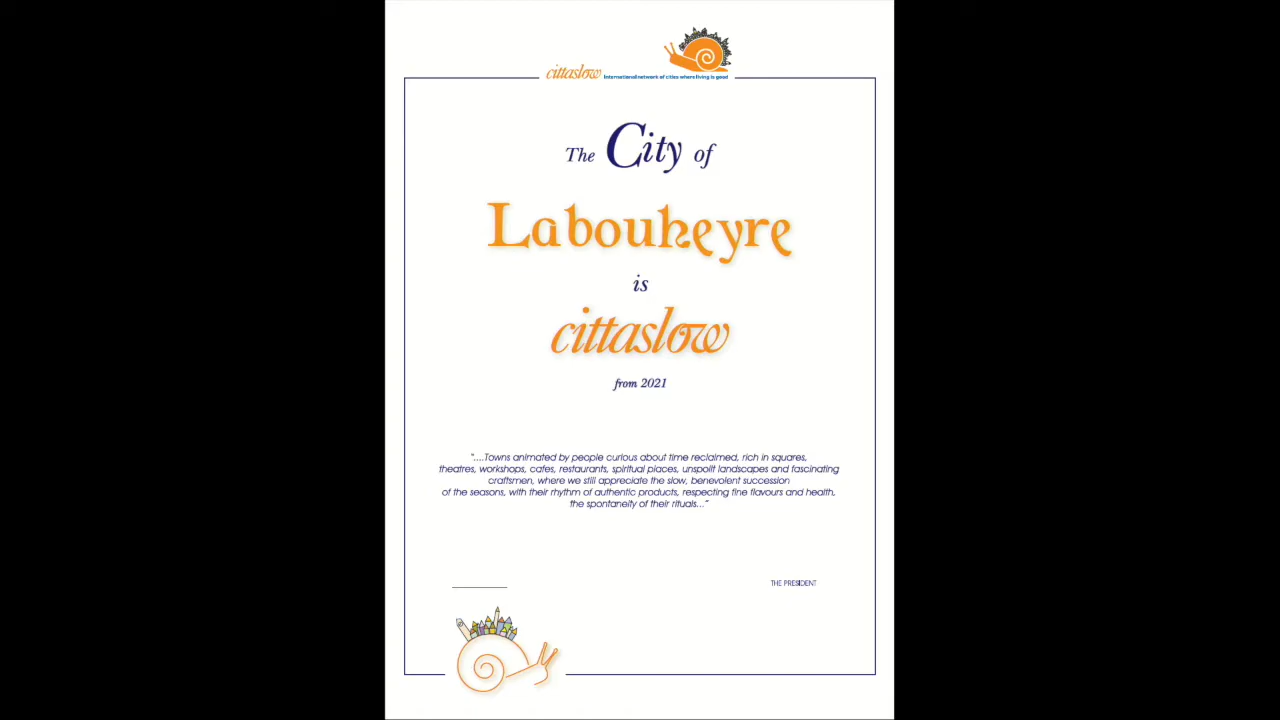 cittaslow International network of cities where living is good
The City of
Labouheyre
is
cittaslow
from 2021
"....Towns animated by people curious about time reclaimed, rich in squares,
theatres, workshops, cafes, restaurants, spiritual places, unspoilt landscapes and fascinating
craftsmen, where we still appreciate the slow, benevolent succession
of the seasons, with their rhythm of authentic products, respecting fine flavours and health,
the spontaneity of their rituals..."
THE PRESIDENT